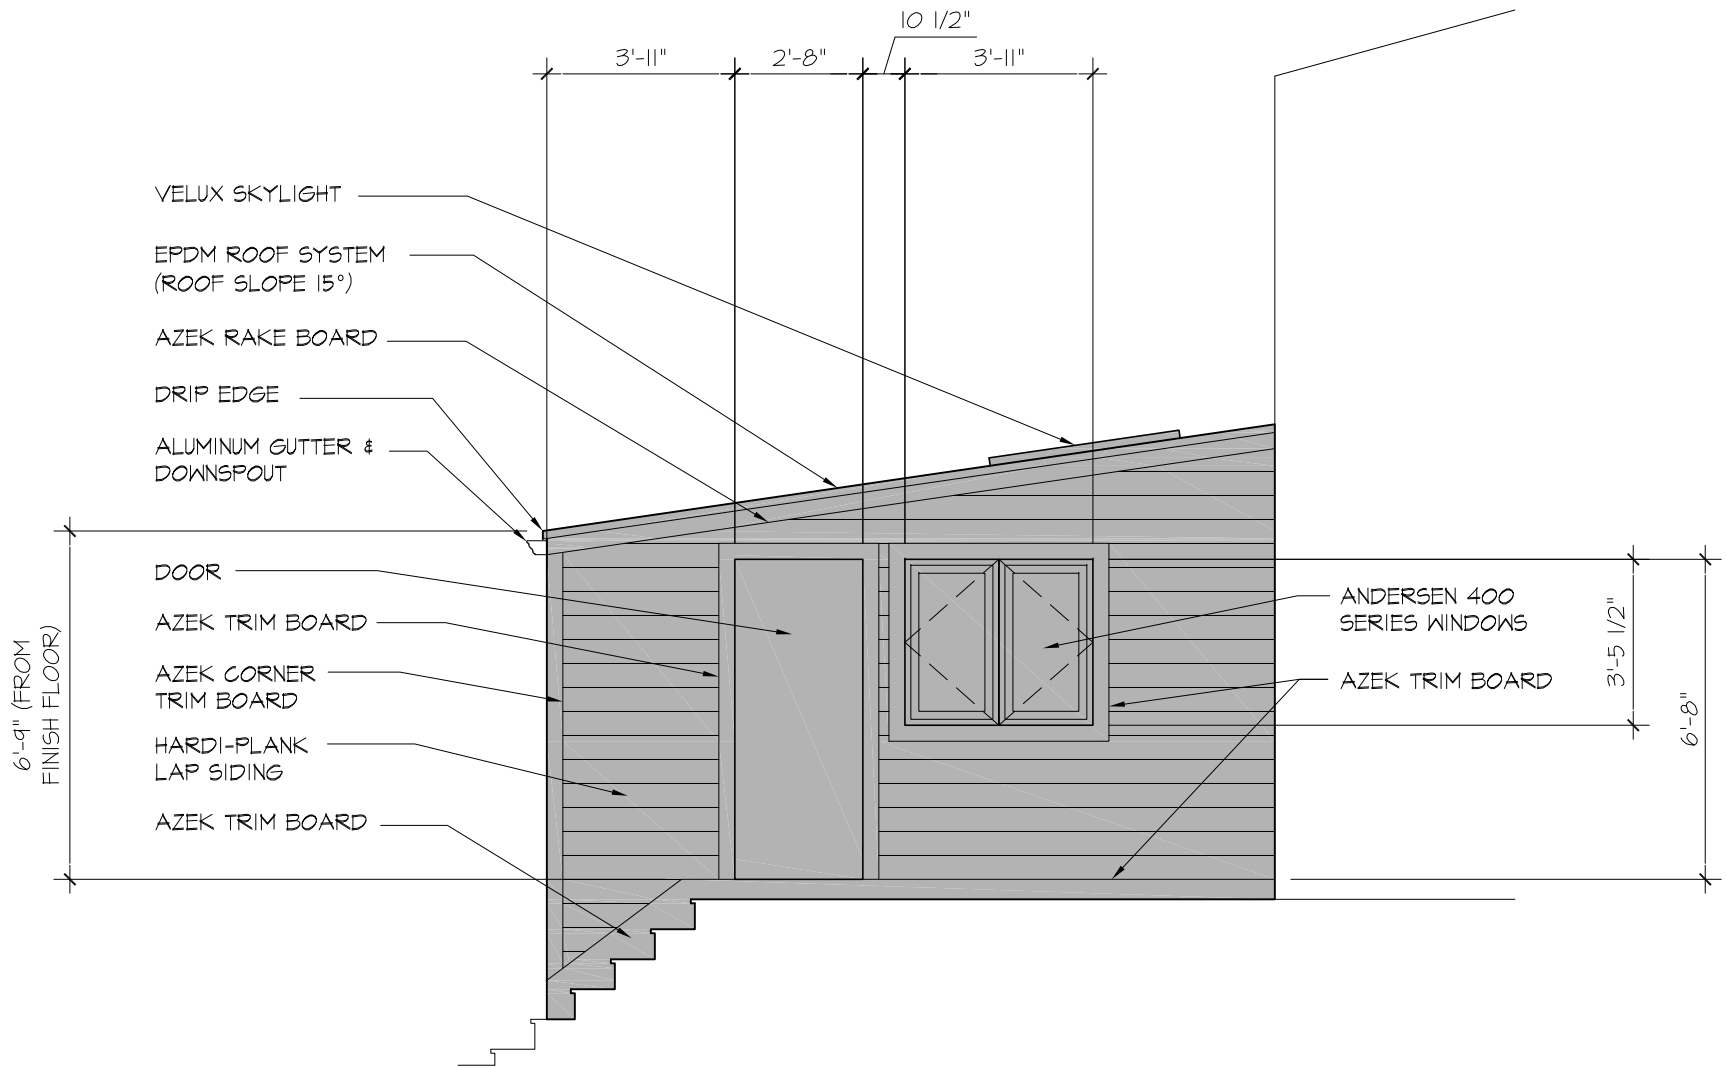 10 1/2"
3'-11"
2'-8"
3'-11"
VELUX SKYLIGHT
EPDM ROOF SYSTEM
(ROOF SLOPE 15°)
AZEK RAKE BOARD
DRIP EDGE
ALUMINUM GUTTER &
DOWNSPOUT
DOOR
AZEK TRIM BOARD
AZEK CORNER
TRIM BOARD
HARDI-PLANK
LAP SIDING
AZEK TRIM BOARD
6'-9" (FROM
FINISH FLOOR)
ANDERSEN 400
SERIES WINDOWS
AZEK TRIM BOARD
3'-5 1/2"
6'-8"